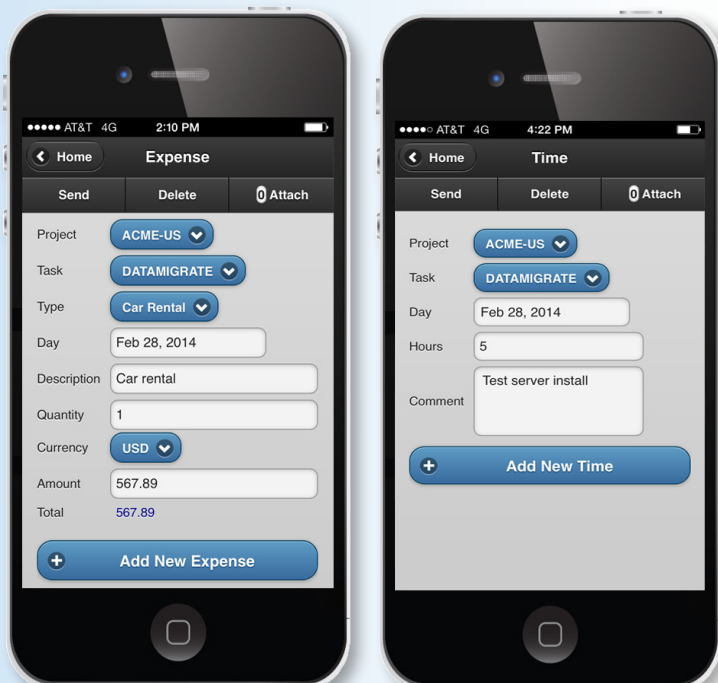 AT&T 4G 2:10 PM
Home Expense
Send Delete 0 Attach
Project ACME-US
Task DATAMIGRATE
Type Car Rental
Day Feb 28, 2014
Description Car rental
Quantity 1
Currency USD
Amount 567.89
Total 567.89
Add New Expense
AT&T 4G 4:22 PM
Home Time
Send Delete 0 Attach
Project ACME-US
Task DATAMIGRATE
Day Feb 28, 2014
Hours 5
Comment Test server install
Add New Time